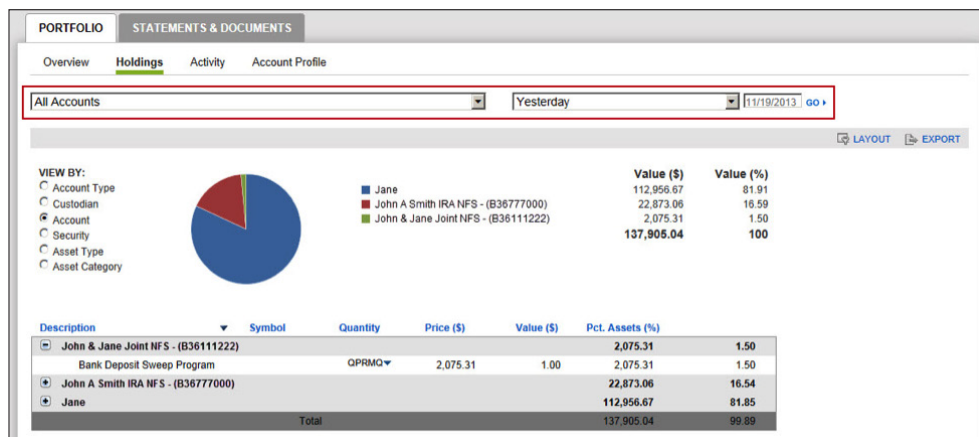 PORTFOLIO STATEMENTS & DOCUMENTS
Overview Holdings Activity Account Profile
All Accounts Yesterday 11/19/2013 GO
LAYOUT EXPORT
VIEW BY: Value ($) Value (%)
Account Type Jane 112,956.67 81.91
Custodian John A Smith IRA NFS - (B36777000) 22,873.06 16.59
Account John & Jane Joint NFS - (B36111222) 2,075.31 1.50
Security 137,905.04 100
Asset Type
Asset Category
Description Symbol Quantity Price ($) Value ($) Pct. Assets (%)
John & Jane Joint NFS - (B36111222) 2,075.31 1.50
Bank Deposit Sweep Program QPRMQ 2,075.31 1.00 2,075.31 1.50
John A Smith IRA NFS - (B36777000) 22,873.06 16.54
Jane 112,956.67 81.85
Total 137,905.04 99.89